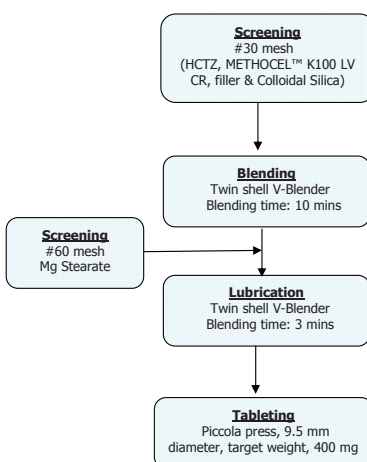 Screening
#30 mesh
(HCTZ, METHOCEL™ K100 LV
CR, filler & Colloidal Silica)
Blending
Twin shell V-Blender
Blending time: 10 mins
Screening
#60 mesh
Mg Stearate
Lubrication
Twin shell V-Blender
Blending time: 3 mins
Tableting
Piccola press, 9.5 mm
diameter, target weight, 400 mg